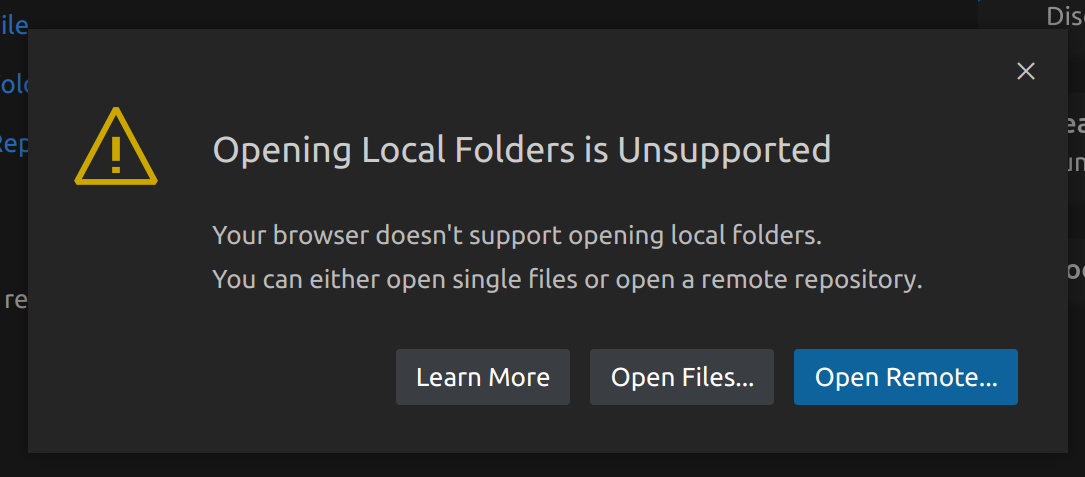 Opening Local Folders is Unsupported
Your browser doesn't support opening local folders.
You can either open single files or open a remote repository.
Learn More
Open Files...
Open Remote...